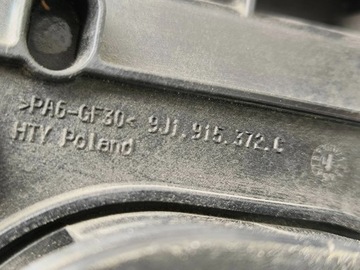 >PA6-GF30< 9J1.915.372.C
HTY Poland